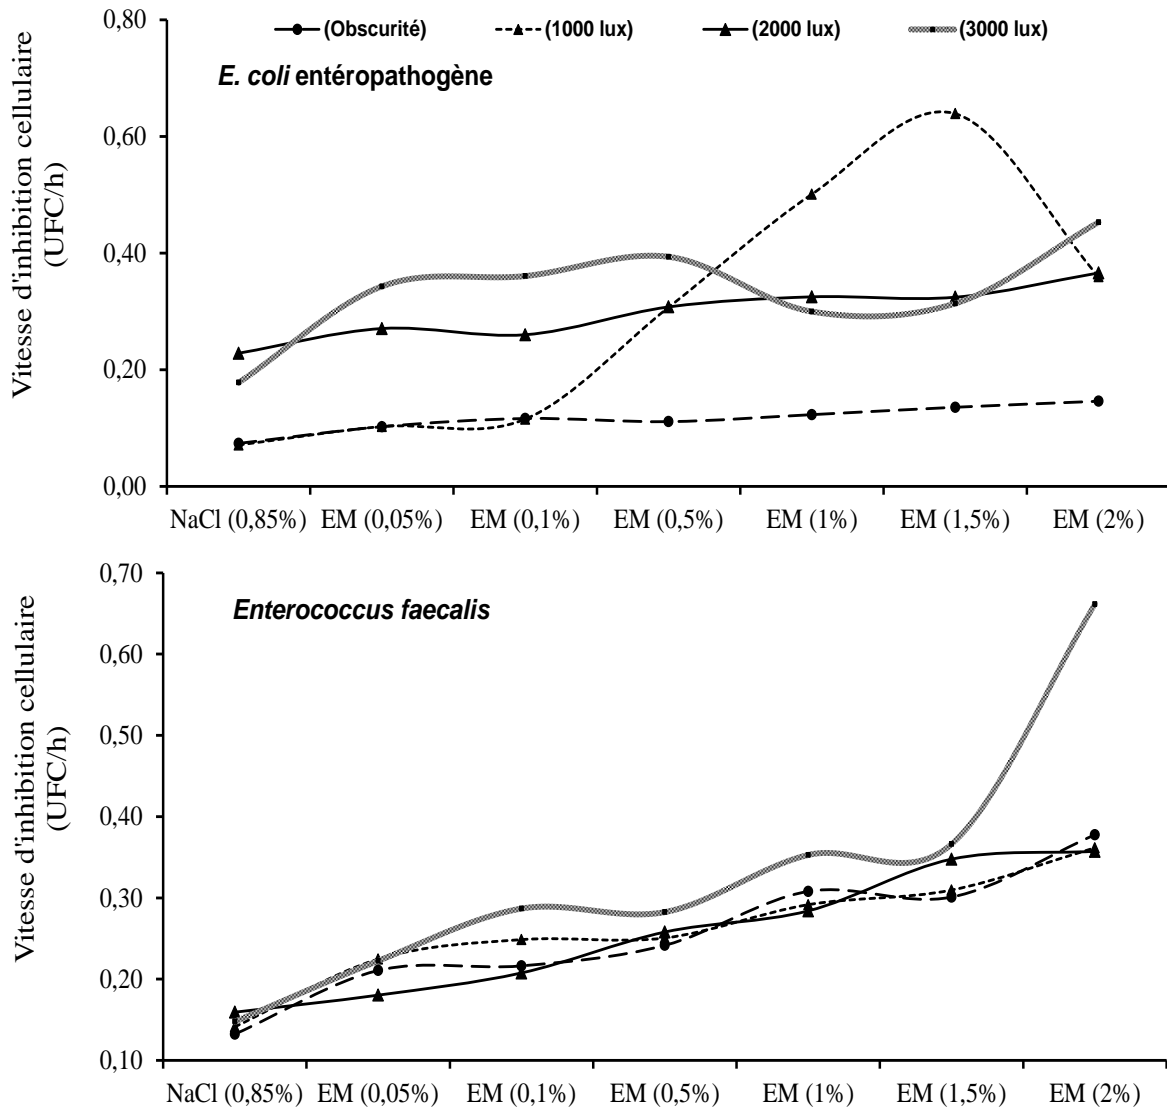 0,80
(Obscurité) (1000 lux) (2000 lux) (3000 lux)
E. coli entéropathogène
0,60
0,40
0,20
0,00
Vitesse d'inhibition cellulaire
(UFC/h)
NaCl (0,85%) EM (0,05%) EM (0,1%) EM (0,5%) EM (1%) EM (1,5%) EM (2%)
0,70
Enterococcus faecalis
0,60
0,50
0,40
0,30
0,20
0,10
Vitesse d'inhibition cellulaire
(UFC/h)
NaCl (0,85%) EM (0,05%) EM (0,1%) EM (0,5%) EM (1%) EM (1,5%) EM (2%)